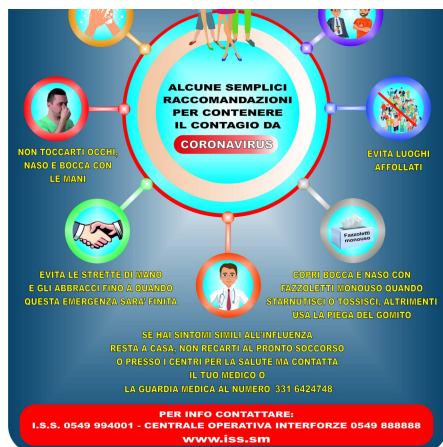 ALCUNE SEMPLICI
RACCOMANDAZIONI
PER CONTENERE
IL CONTAGIO DA
CORONAVIRUS
NON TOCCARTI OCCHI,
NASO E BOCCA CON
LE MANI
EVITA LUOGHI
AFFOLLATI
EVITA LE STRETTE DI MANO
E GLI ABBRACCI FINO A QUANDO
QUESTA EMERGENZA SARA' FINITA
Fazzoletti
monouso
COPRI BOCCA E NASO CON
FAZZOLETTI MONOUSO QUANDO
STARNUTISCI O TOSSISCI, ALTRIMENTI
USA LA PIEGA DEL GOMITO
SE HAI SINTOMI SIMILI ALL'INFLUENZA
RESTA A CASA, NON RECARTI AL PRONTO SOCCORSO
O PRESSO I CENTRI PER LA SALUTE MA CONTATTA
IL TUO MEDICO O
LA GUARDIA MEDICA AL NUMERO 331 6424748
PER INFO CONTATTARE:
I.S.S. 0549 994001 - CENTRALE OPERATIVA INTERFORZE 0549 888888
www.iss.sm